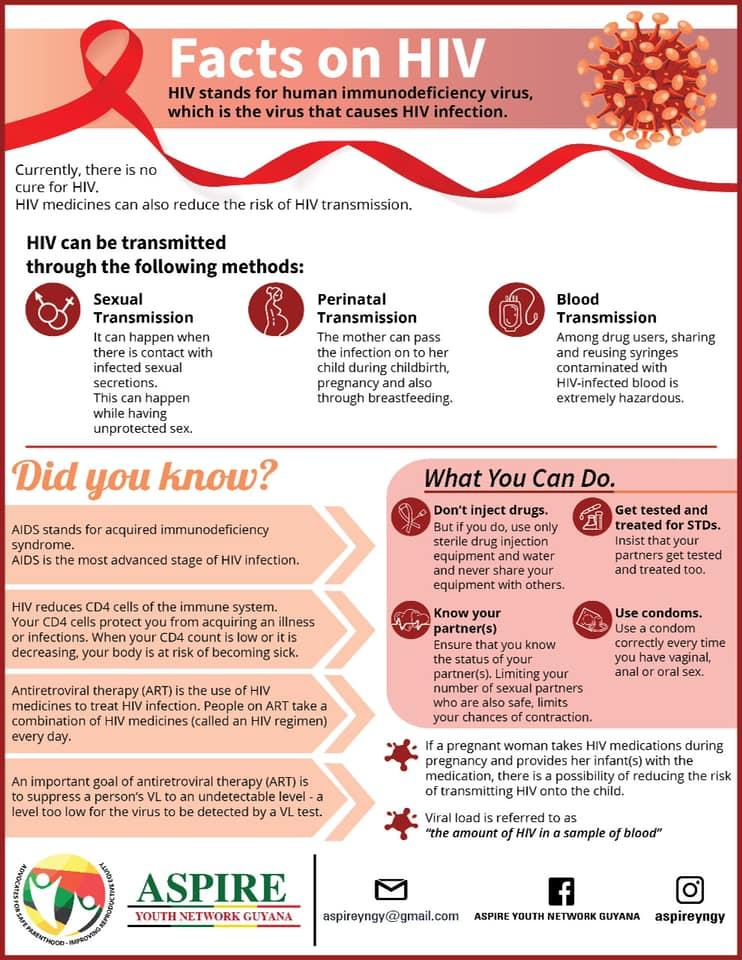 Facts on HIV
HIV stands for human immunodeficiency virus,
which is the virus that causes HIV infection.
Currently, there is no
cure for HIV.
HIV medicines can also reduce the risk of HIV transmission.
HIV can be transmitted
through the following methods:
Sexual
Transmission
It can happen when
there is contact with
infected sexual
secretions.
This can happen
while having
unprotected sex.
Perinatal
Transmission
The mother can pass
the infection on to her
child during childbirth,
pregnancy and also
through breastfeeding.
Blood
Transmission
Among drug users, sharing
and reusing syringes
contaminated with
HIV-infected blood is
extremely hazardous.
Did you know?
AIDS stands for acquired immunodeficiency
syndrome.
AIDS is the most advanced stage of HIV infection.
HIV reduces CD4 cells of the immune system.
Your CD4 cells protect you from acquiring an illness
or infections. When your CD4 count is low or it is
decreasing, your body is at risk of becoming sick.
Antiretroviral therapy (ART) is the use of HIV
medicines to treat HIV infection. People on ART take a
combination of HIV medicines (called an HIV regimen)
every day.
An important goal of antiretroviral therapy (ART) is
to suppress a person's VL to an undetectable level - a
level too low for the virus to be detected by a VL test.
What You Can Do.
Don't inject drugs.
But if you do, use only
sterile drug injection
equipment and water
and never share your
equipment with others.
Get tested and
treated for STDs.
Insist that your
partners get tested
and treated too.
Know your
partner(s)
Ensure that you know
the status of your
partner(s). Limiting your
number of sexual partners
who are also safe, limits
your chances of contraction.
Use condoms.
Use a condom
correctly every time
you have vaginal,
anal or oral sex.
If a pregnant woman takes HIV medications during
pregnancy and provides her infant(s) with the
medication, there is a possibility of reducing the risk
of transmitting HIV onto the child.
Viral load is referred to as
"the amount of HIV in a sample of blood"
ADVOCATES FOR SAFE PARENTHOOD - IMPROVING REPRODUCTIVE EQUITY
ASPIRE
YOUTH NETWORK GUYANA
aspireyngy@gmail.com
ASPIRE YOUTH NETWORK GUYANA
aspireyngy